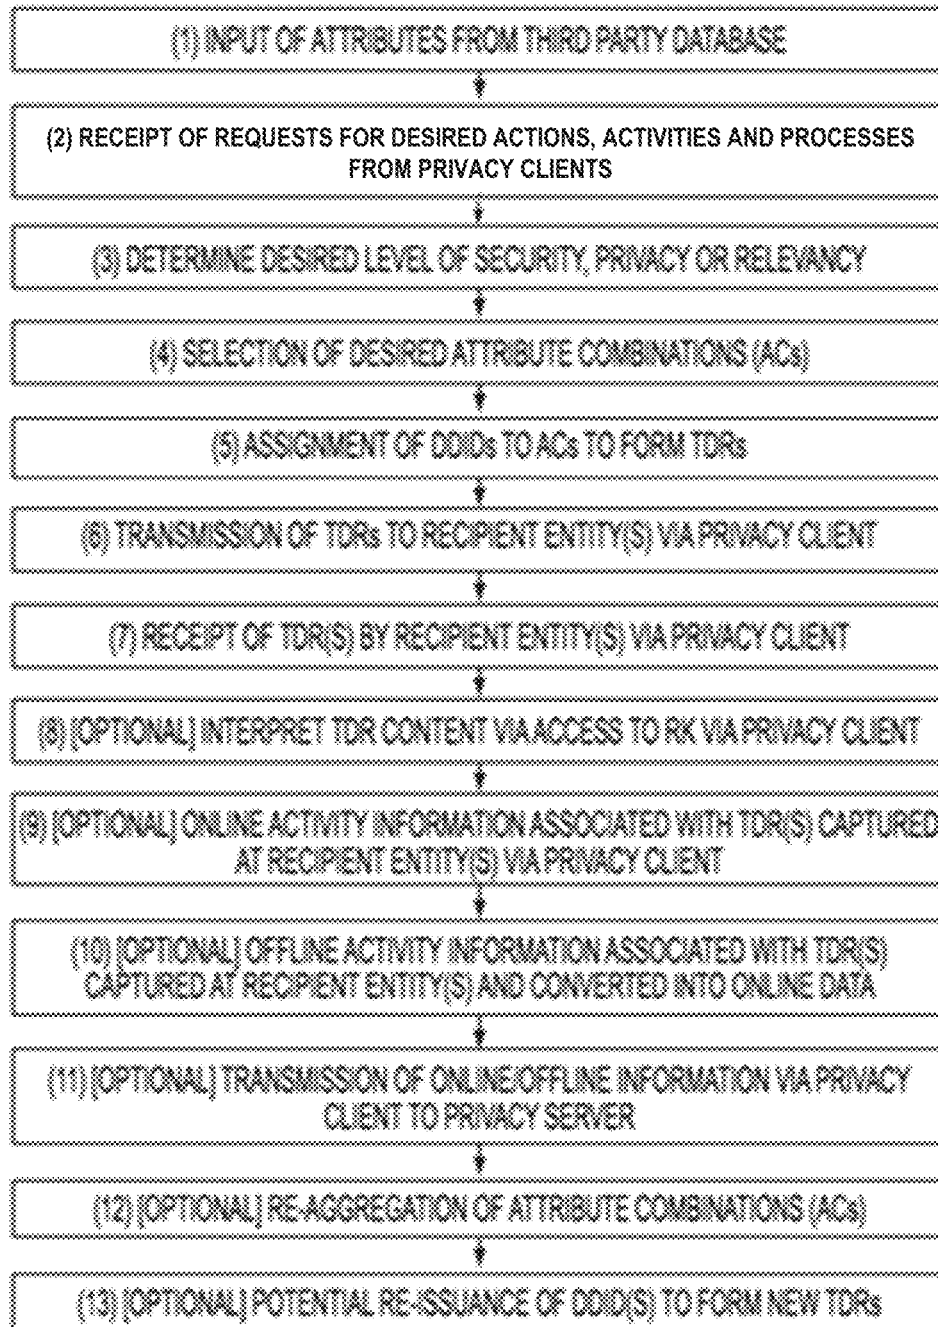 (1) INPUT OF ATTRIBUTES FROM THIRD PARTY DATABASE
(2) RECEIPT OF REQUESTS FOR DESIRED ACTIONS, ACTIVITIES AND PROCESSES
FROM PRIVACY CLIENTS
(3) DETERMINE DESIRED LEVEL OF SECURITY, PRIVACY OR RELEVANCY
(4) SELECTION OF DESIRED ATTRIBUTE COMBINATIONS (ACs)
(5) ASSIGNMENT OF DDIDs TO ACs TO FORM TDRs
(6) TRANSMISSION OF TDRs TO RECIPIENT ENTITY(S) VIA PRIVACY CLIENT
(7) RECEIPT OF TDR(S) BY RECIPIENT ENTITY(S) VIA PRIVACY CLIENT
(8) [OPTIONAL] INTERPRET TDR CONTENT VIA ACCESS TO RK VIA PRIVACY CLIENT
(9) [OPTIONAL] ONLINE ACTIVITY INFORMATION ASSOCIATED WITH TDR(S) CAPTURED
AT RECIPIENT ENTITY(S) VIA PRIVACY CLIENT
(10) [OPTIONAL] OFFLINE ACTIVITY INFORMATION ASSOCIATED WITH TDR(S)
CAPTURED AT RECIPIENT ENTITY(S) AND CONVERTED INTO ONLINE DATA
(11) [OPTIONAL] TRANSMISSION OF ONLINE/OFFLINE INFORMATION VIA PRIVACY
CLIENT TO PRIVACY SERVER
(12) [OPTIONAL] RE-AGGREGATION OF ATTRIBUTE COMBINATIONS (ACs)
(13) [OPTIONAL] POTENTIAL RE-ISSUANCE OF DDID(S) TO FORM NEW TDRs